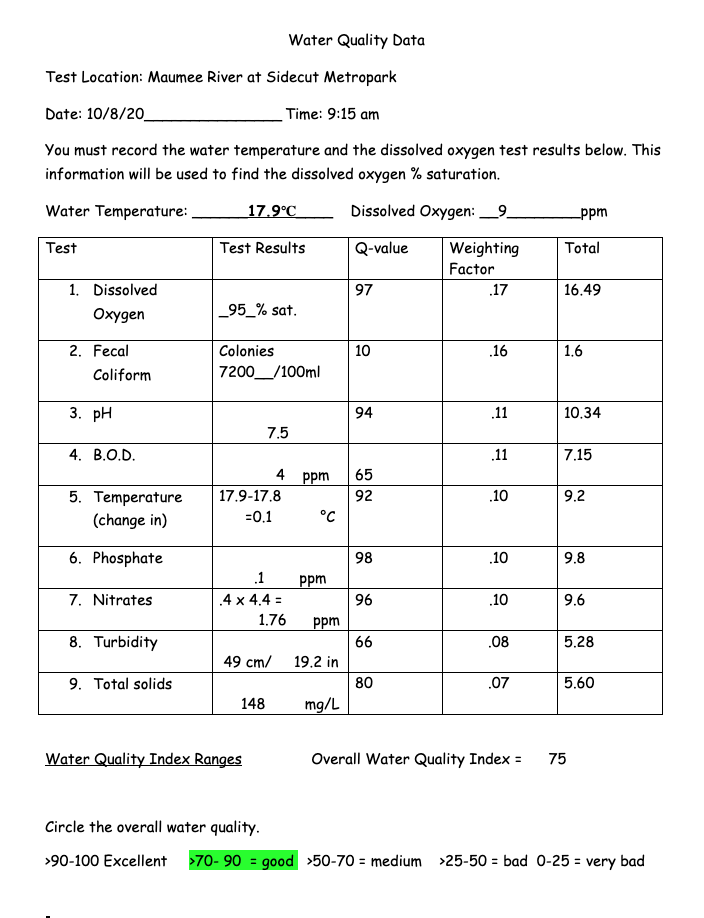 Water Quality Data
Test Location: Maumee River at Sidecut Metropark
Date: 10/8/20_______________ Time: 9:15 am
You must record the water temperature and the dissolved oxygen test results below. This
information will be used to find the dissolved oxygen % saturation.
Water Temperature: ______17.9°C____ Dissolved Oxygen: __9________ppm
Test Test Results Q-value Weighting Factor Total
1. Dissolved Oxygen _95_% sat. 97 .17 16.49
2. Fecal Coliform Colonies 7200__/100ml 10 .16 1.6
3. pH 7.5 94 .11 10.34
4. B.O.D. 4 ppm 65 .11 7.15
5. Temperature (change in) 17.9-17.8 =0.1 °C 92 .10 9.2
6. Phosphate .1 ppm 98 .10 9.8
7. Nitrates .4 x 4.4 = 1.76 ppm 96 .10 9.6
8. Turbidity 49 cm/ 19.2 in 66 .08 5.28
9. Total solids 148 mg/L 80 .07 5.60
Water Quality Index Ranges Overall Water Quality Index = 75
Circle the overall water quality.
>90-100 Excellent >70- 90 = good >50-70 = medium >25-50 = bad 0-25 = very bad